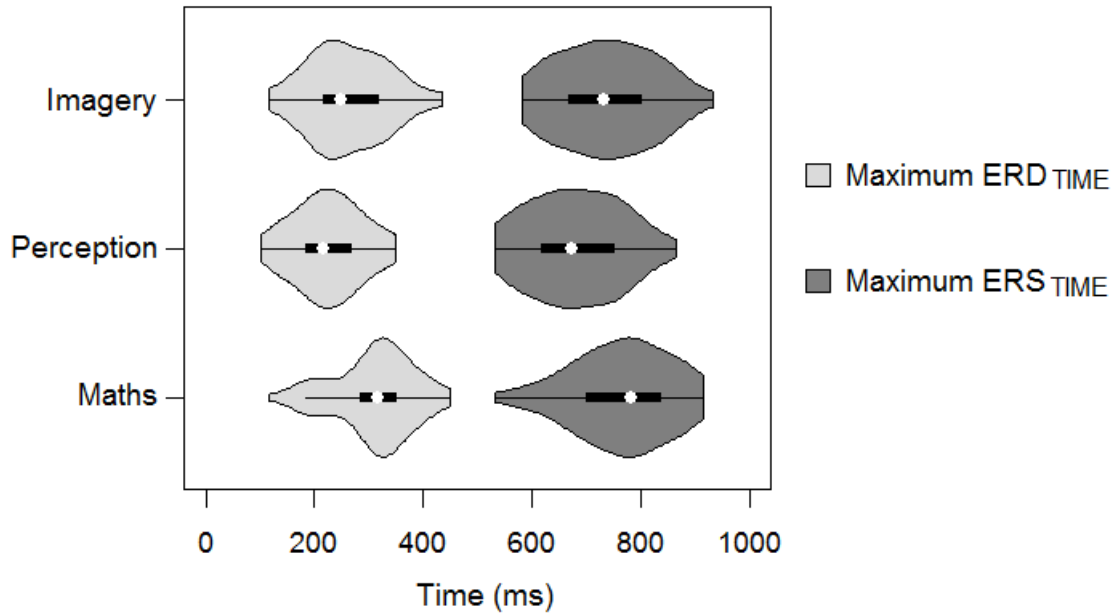 Imagery
Perception
Maths
0 200 400 600 800 1000
Time (ms)
Maximum ERD TIME
Maximum ERS TIME